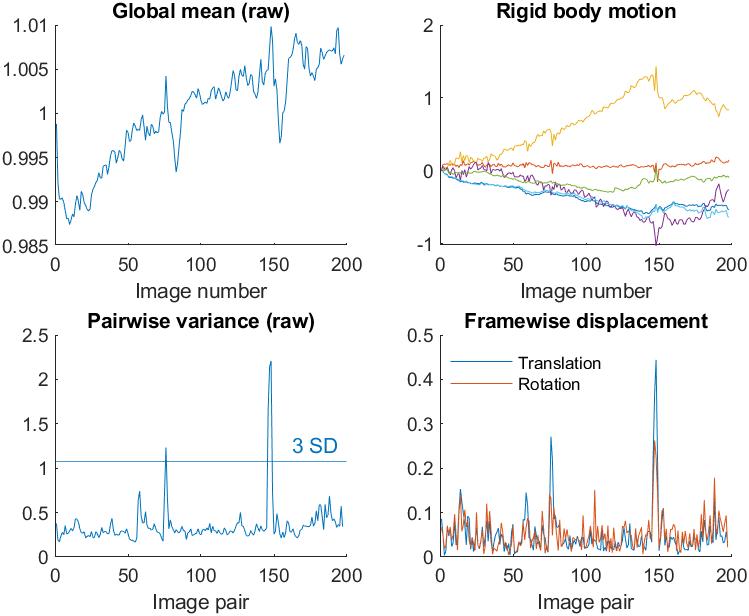 Global mean (raw)
1.01
1.005
1
0.995
0.99
0.985
0 50 100 150 200
Image number
Rigid body motion
2
1
0
-1
0 50 100 150 200
Image number
Pairwise variance (raw)
2.5
2
1.5
1
0.5
0
3 SD
0 50 100 150 200
Image pair
Framewise displacement
0.5
0.4
0.3
0.2
0.1
0
Translation
Rotation
0 50 100 150 200
Image pair